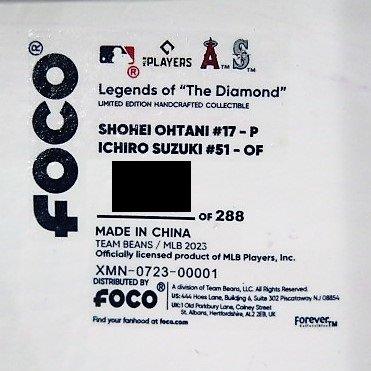 FOCO®
MLB PLAYERS
A™ S
Legends of "The Diamond"
LIMITED EDITION HANDCRAFTED COLLECTIBLE
SHOHEI OHTANI #17 - P
ICHIRO SUZUKI #51 - OF
OF 288
MADE IN CHINA
TEAM BEANS / MLB 2023
Officially licensed product of MLB Players, Inc.
XMN-0723-00001
DISTRIBUTED BY
FOCO®
A division of Team Beans, LLC. All Rights Reserved.
US: 444 Hoes Lane, Building 6, Suite 302 Piscataway NJ 08854
UK: 1 Old Parkbury Lane, Colney Street
St. Albans, Hertfordshire, AL2 2EB, UK
Find your fanhood at foco.com
Forever
Collectibles™